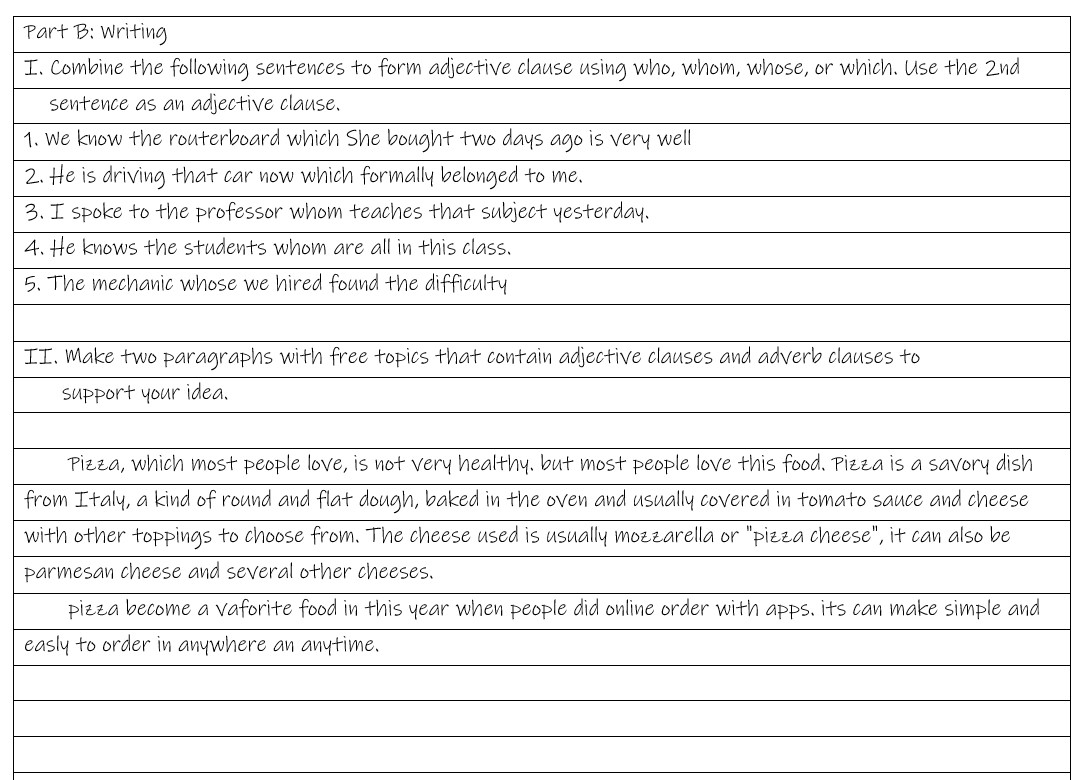 Part B: Writing
I. Combine the following sentences to form adjective clause using who, whom, whose, or which. Use the 2nd
sentence as an adjective clause.
1. We know the routerboard which She bought two days ago is very well
2. He is driving that car now which formally belonged to me.
3. I spoke to the professor whom teaches that subject yesterday.
4. He knows the students whom are all in this class.
5. The mechanic whose we hired found the difficulty
II. Make two paragraphs with free topics that contain adjective clauses and adverb clauses to
support your idea.
Pizza, which most people love, is not very healthy. but most people love this food. Pizza is a savory dish
from Italy, a kind of round and flat dough, baked in the oven and usually covered in tomato sauce and cheese
with other toppings to choose from. The cheese used is usually mozzarella or "pizza cheese", it can also be
parmesan cheese and several other cheeses.
pizza become a vaforite food in this year when people did online order with apps. its can make simple and
easly to order in anywhere an anytime.